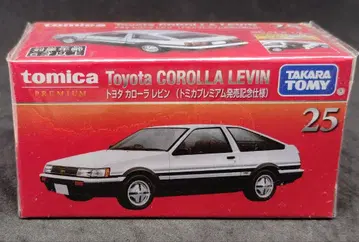 Toyota COROLLA LEVIN 25
tomica
PREMIUM
Toyota COROLLA LEVIN
トヨタ カローラ レビン （トミカプレミアム発売記念仕様）
TAKARA TOMY
25